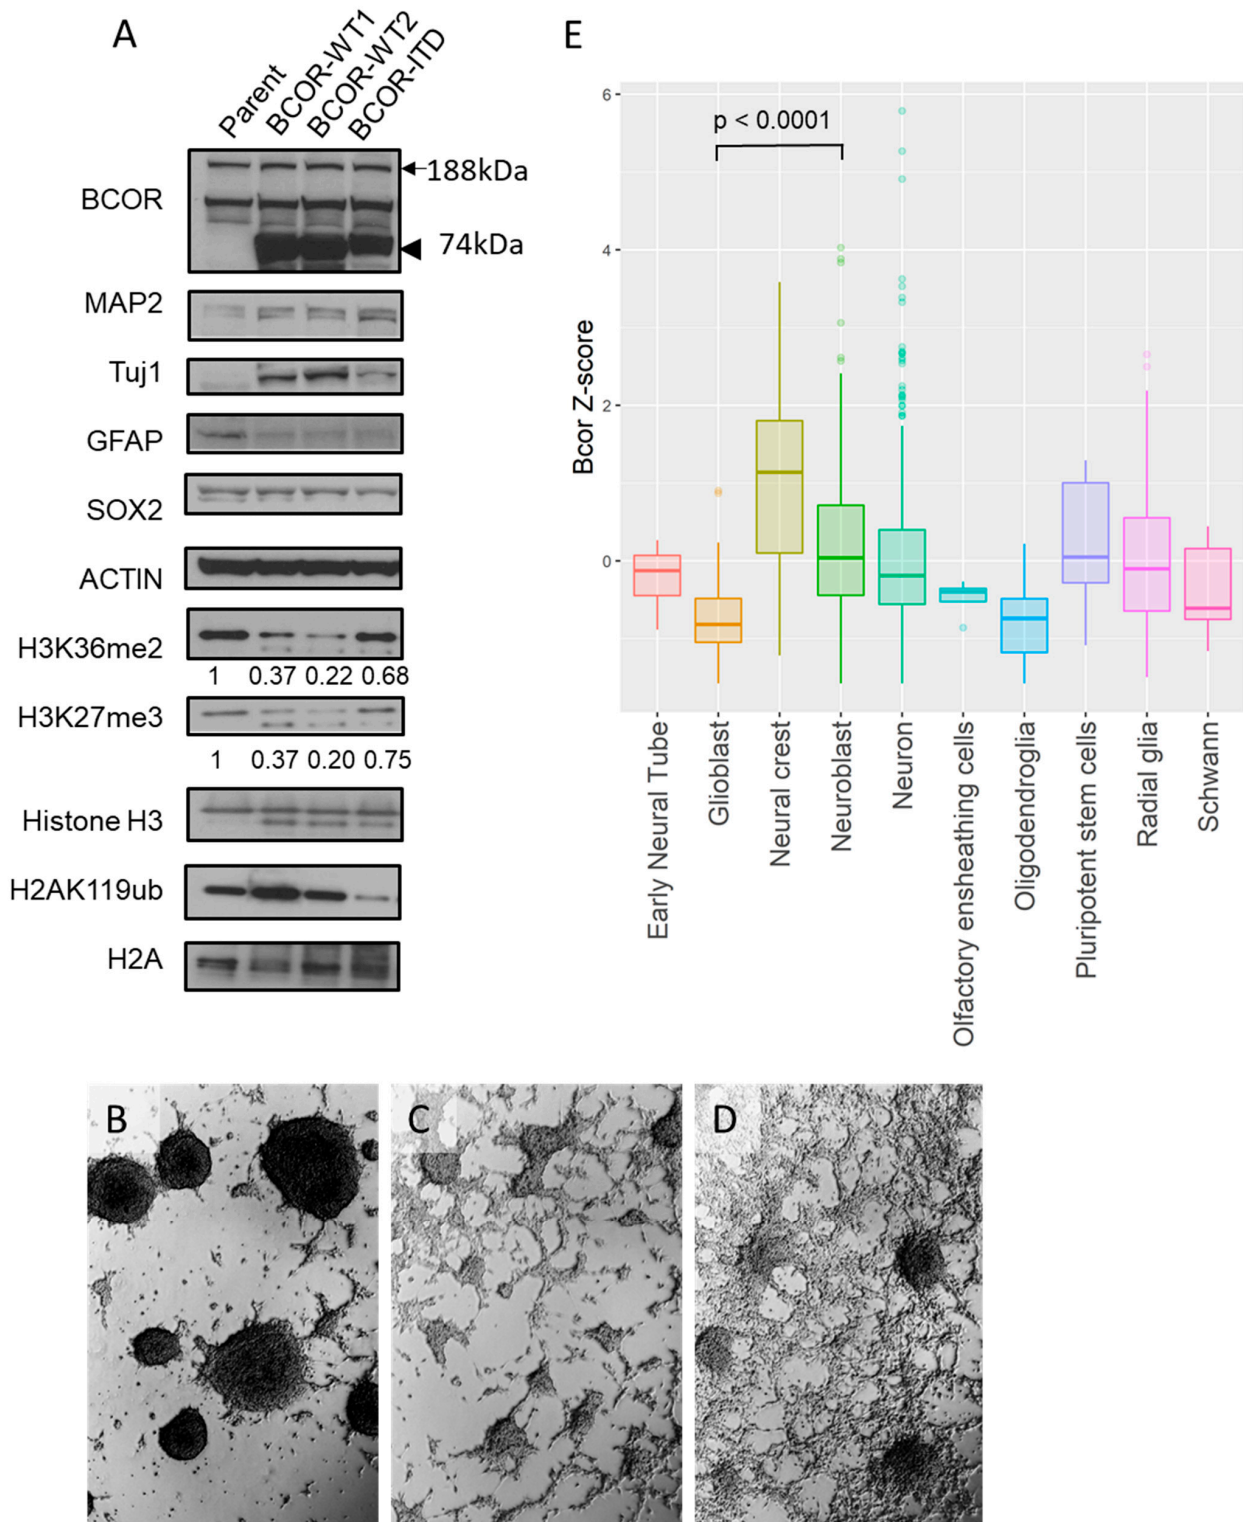 A
Parent
BCOR-WT1
BCOR-WT2
BCOR-ITD
BCOR
188kDa
74kDa
MAP2
Tuj1
GFAP
SOX2
ACTIN
H3K36me2
1 0.37 0.22 0.68
H3K27me3
1 0.37 0.20 0.75
Histone H3
H2AK119ub
H2A
E
p < 0.0001
Bcor Z-score
6
4
2
0
Early Neural Tube
Glioblast
Neural crest
Neuroblast
Neuron
Olfactory ensheathing cells
Oligodendroglia
Pluripotent stem cells
Radial glia
Schwann
B
C
D